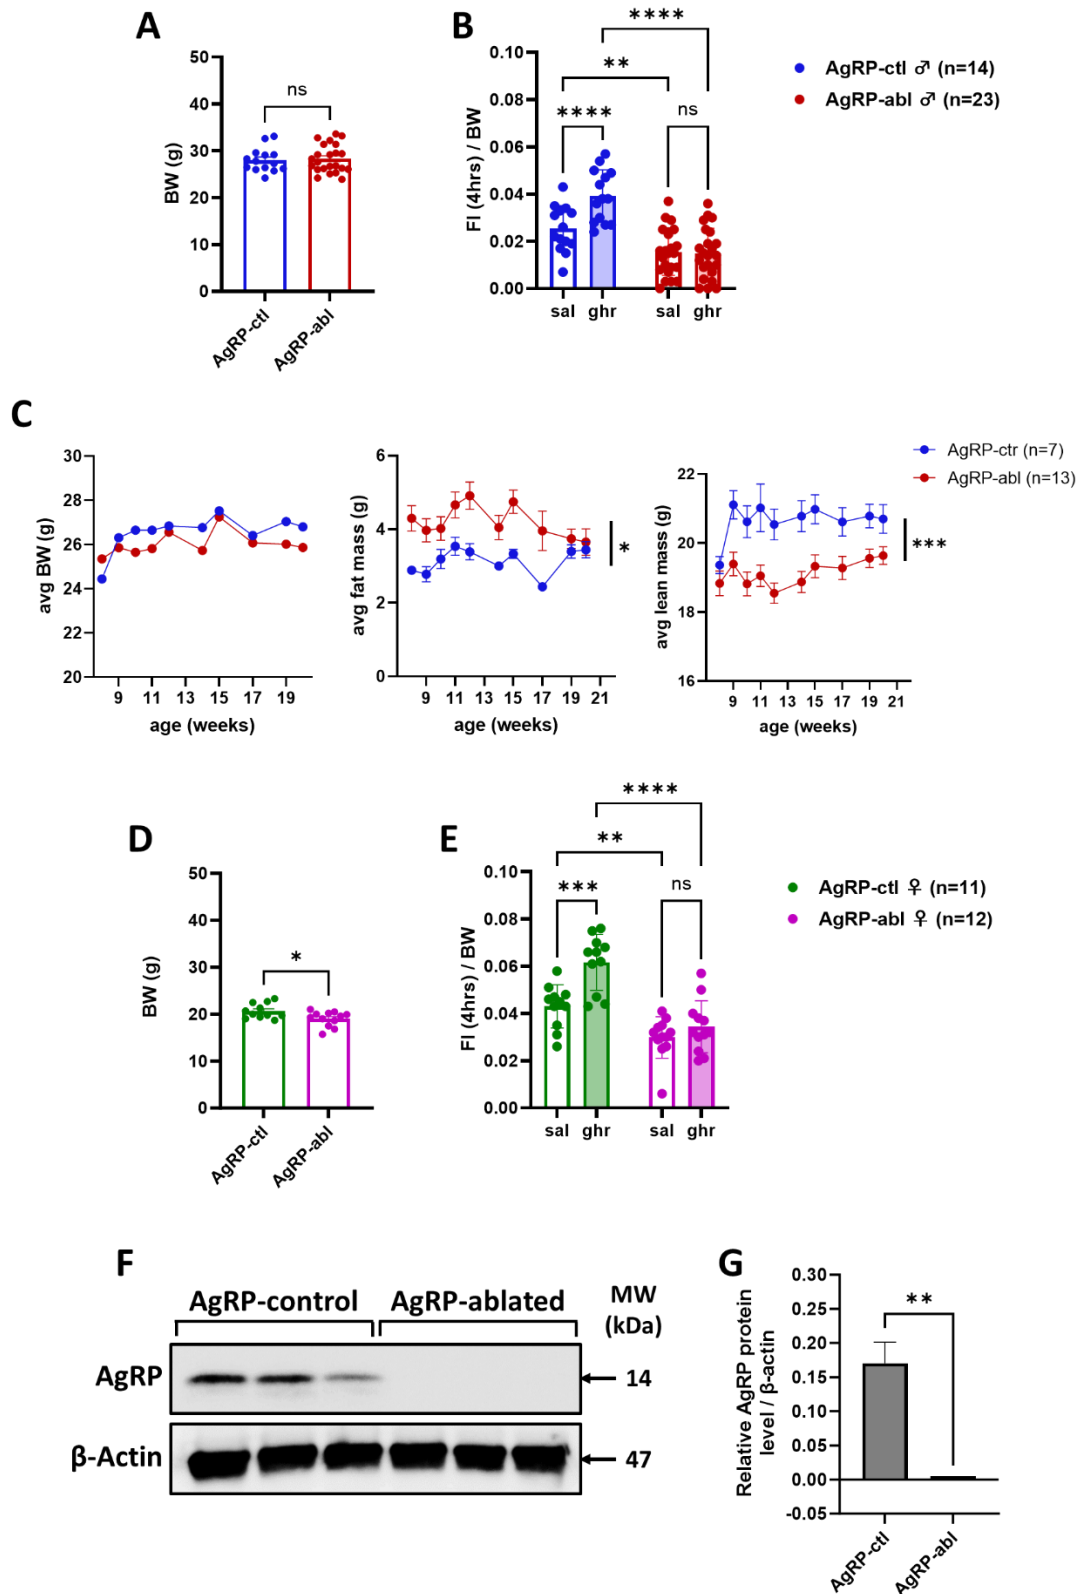 A
BW (g)
50
40
30
20
10
0
ns
AgRP-ctl
AgRP-abl
B
FI (4hrs) / BW
0.10
0.08
0.06
0.04
0.02
0.00
****
**
****
ns
sal
ghr
sal
ghr
AgRP-ctl ♂ (n=14)
AgRP-abl ♂ (n=23)
C
avg BW (g)
30
28
26
24
22
20
9 11 13 15 17 19
age (weeks)
avg fat mass (g)
6
4
2
0
*
9 11 13 15 17 19 21
age (weeks)
avg lean mass (g)
22
20
18
16
***
9 11 13 15 17 19 21
age (weeks)
AgRP-ctr (n=7)
AgRP-abl (n=13)
D
BW (g)
50
40
30
20
10
0
*
AgRP-ctl
AgRP-abl
E
FI (4hrs) / BW
0.10
0.08
0.06
0.04
0.02
0.00
****
**
***
ns
sal
ghr
sal
ghr
AgRP-ctl ♀ (n=11)
AgRP-abl ♀ (n=12)
F
AgRP-control
AgRP-ablated
MW
(kDa)
AgRP
14
β-Actin
47
G
Relative AgRP protein
level / β-actin
0.30
0.25
0.20
0.15
0.10
0.05
0.00
-0.05
**
AgRP-ctl
AgRP-abl